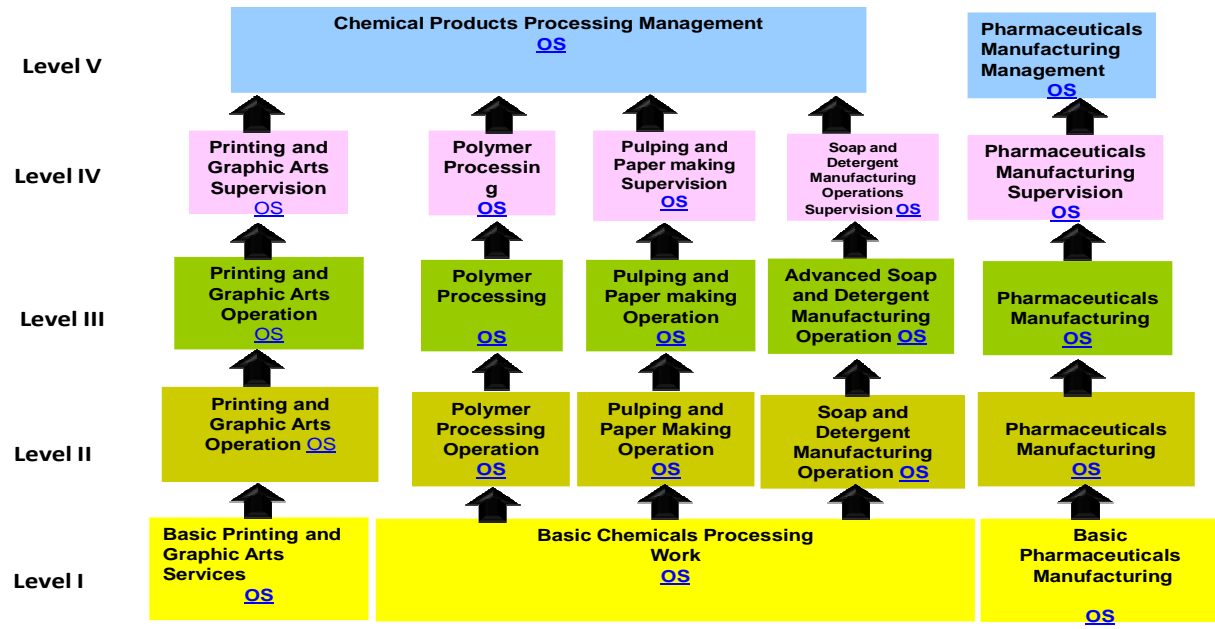 Chemical Products Processing Management
OS
Pharmaceuticals
Manufacturing
Management
OS
Level V
Printing and
Graphic Arts
Supervision
OS
Polymer
Processin
g
OS
Pulping and
Paper making
Supervision
OS
Soap and
Detergent
Manufacturing
Operations
Supervision OS
Pharmaceuticals
Manufacturing
Supervision
OS
Level IV
Printing and
Graphic Arts
Operation
OS
Polymer
Processing
OS
Pulping and
Paper making
Operation
OS
Advanced Soap
and Detergent
Manufacturing
Operation OS
Pharmaceuticals
Manufacturing
OS
Level III
Printing and
Graphic Arts
Operation OS
Polymer
Processing
Operation
OS
Pulping and
Paper Making
Operation
OS
Soap and
Detergent
Manufacturing
Operation OS
Pharmaceuticals
Manufacturing
OS
Level II
Basic Printing and
Graphic Arts
Services
OS
Basic Chemicals Processing
Work
OS
Basic
Pharmaceuticals
Manufacturing
OS
Level I